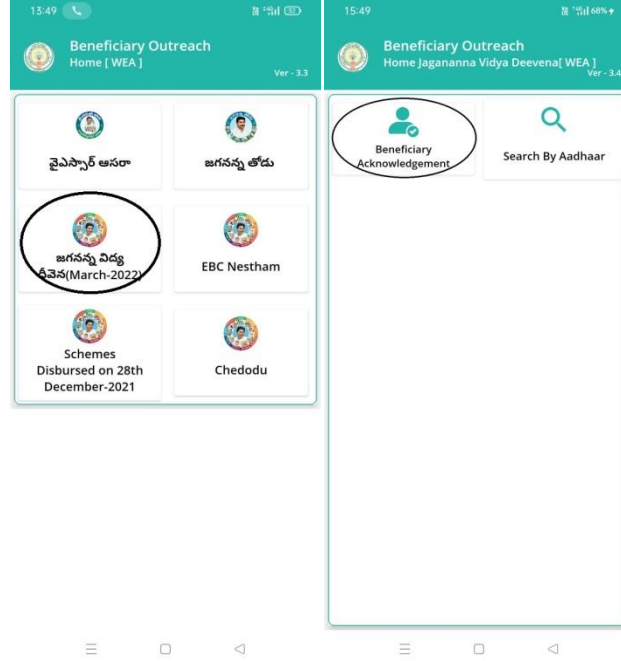 13:49
Beneficiary Outreach
Home [ WEA ]
Ver - 3.3
వైఎస్సార్ ఆసరా
జగనన్న తోడు
జగనన్న విద్య
దీవెన(March-2022)
EBC Nestham
Schemes
Disbursed on 28th
December-2021
Chedodu
15:49
68%
Beneficiary Outreach
Home Jagananna Vidya Deevena[ WEA ]
Ver - 3.4
Beneficiary
Acknowledgement
Search By Aadhaar